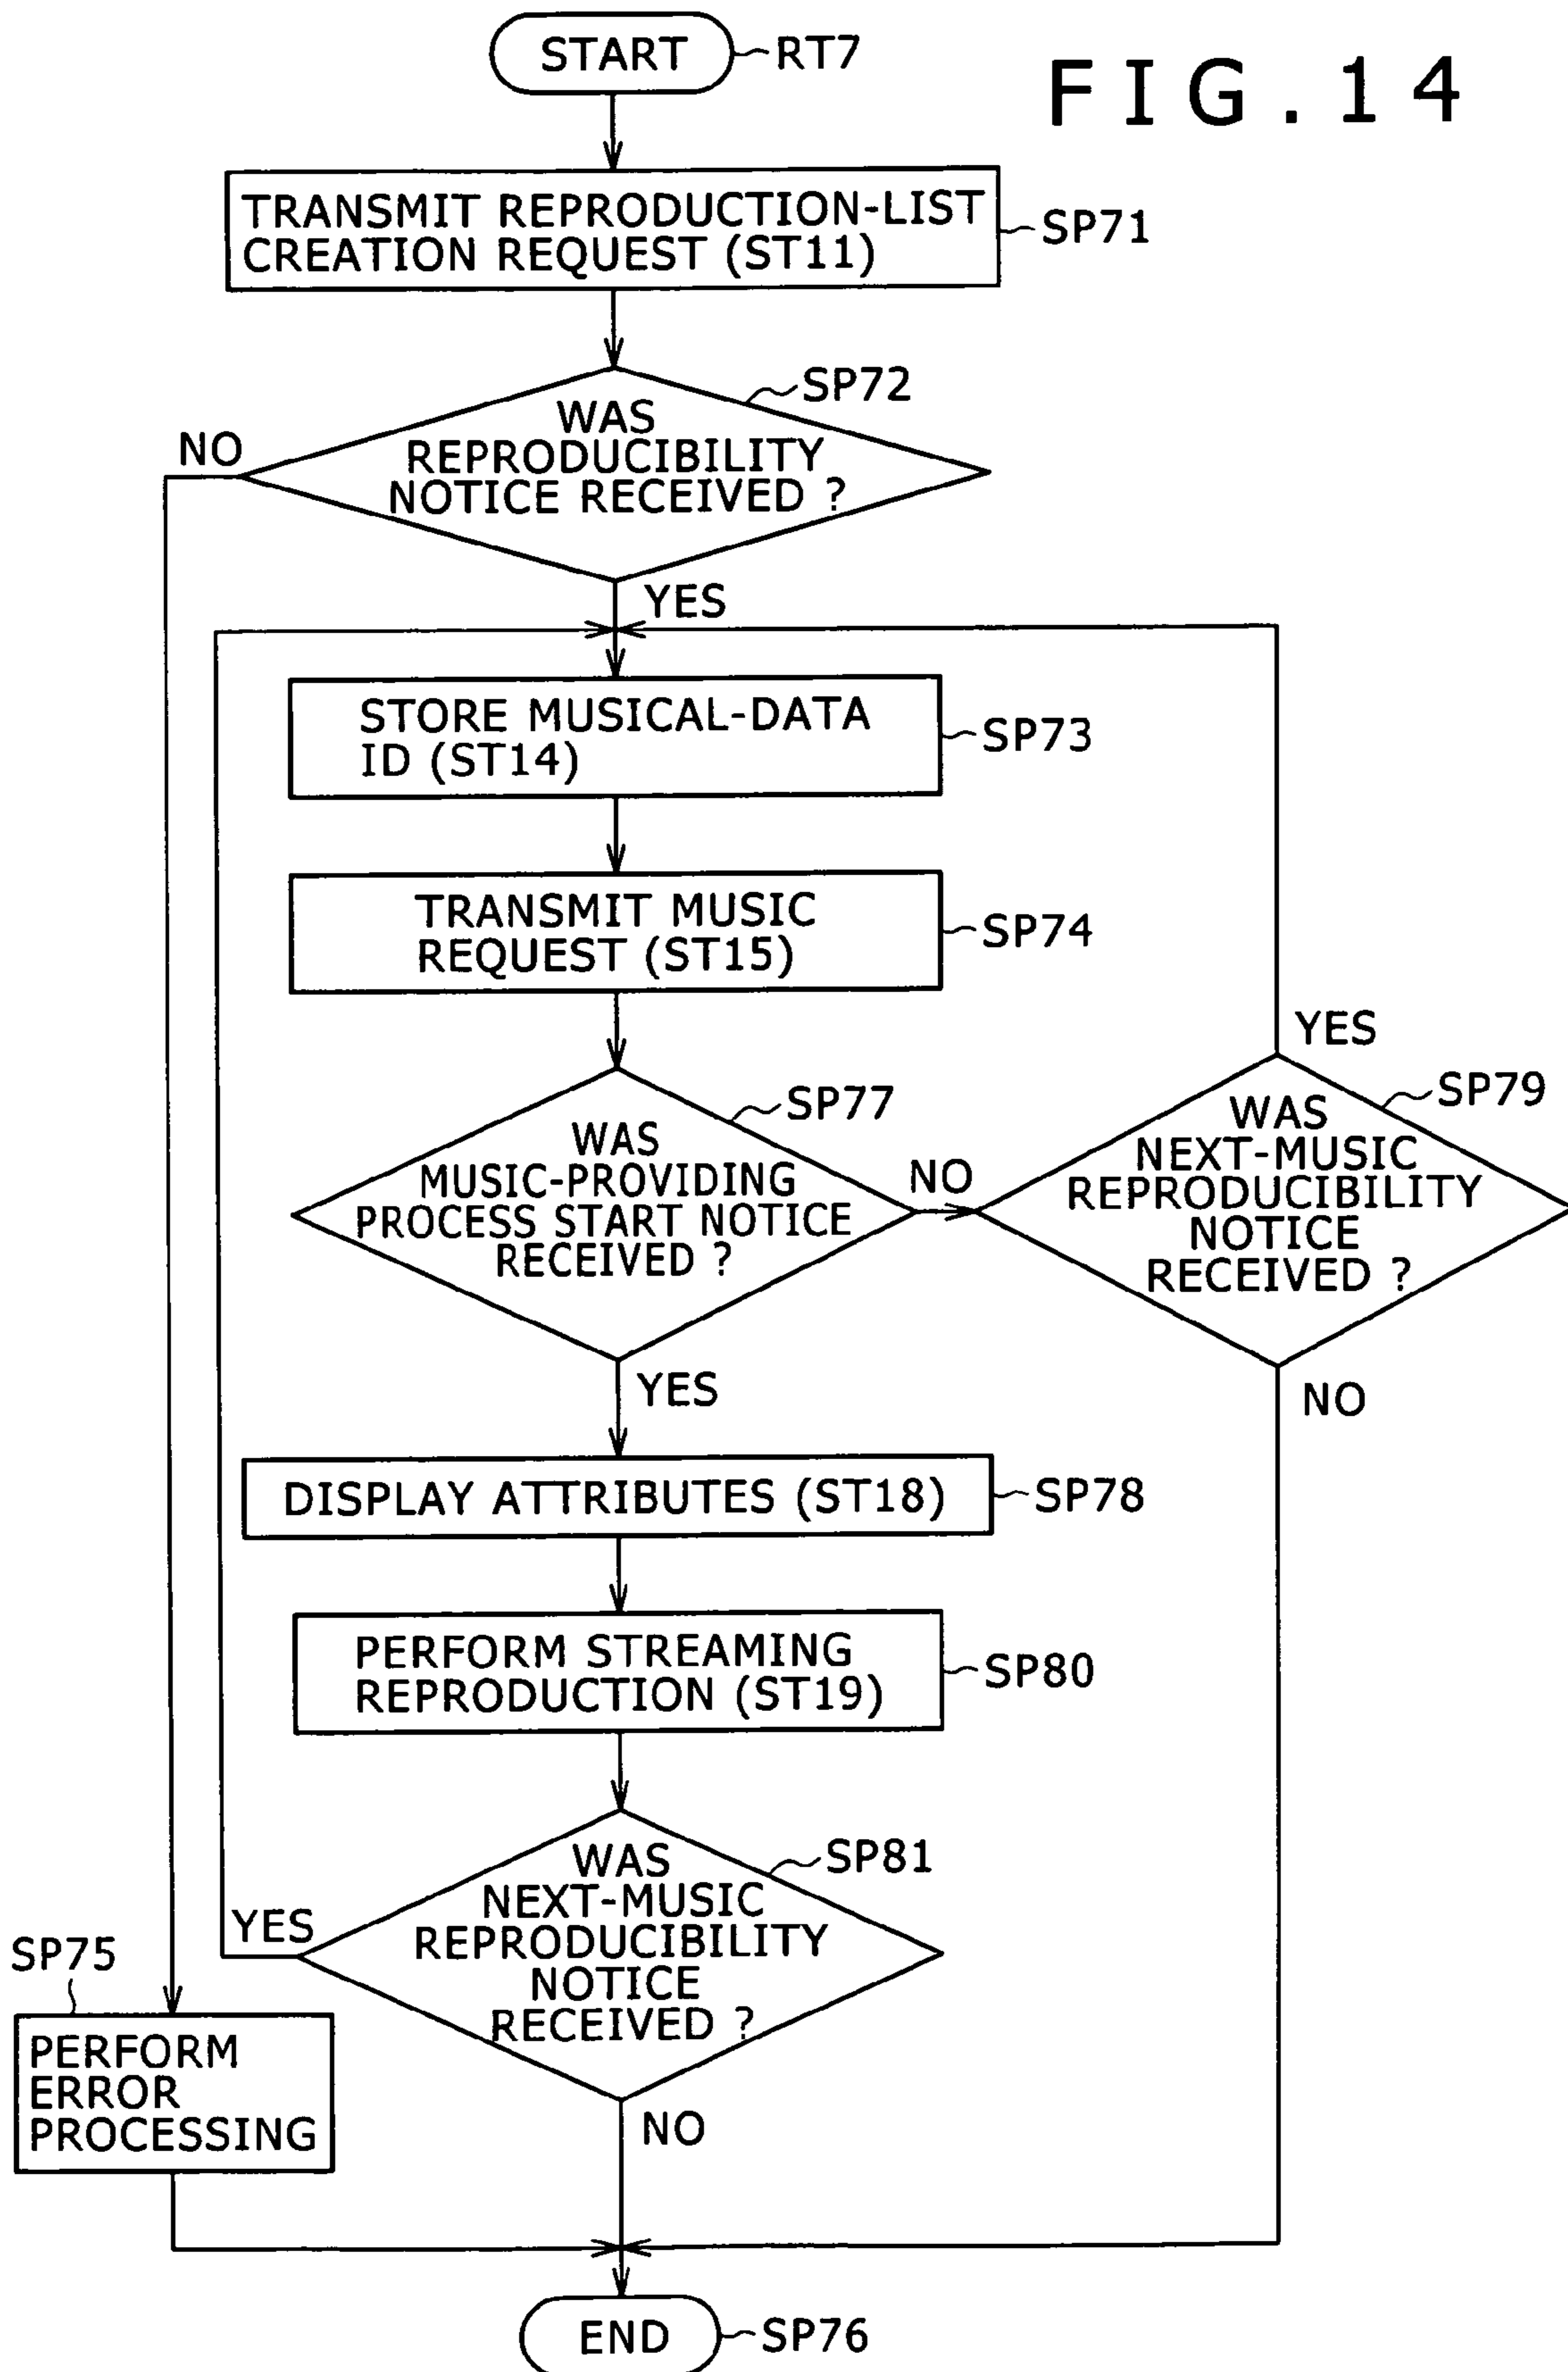 START
RT7
FIG.14
TRANSMIT REPRODUCTION-LIST
CREATION REQUEST (ST11)
SP71
SP72
WAS
REPRODUCIBILITY
NOTICE RECEIVED ?
NO
YES
STORE MUSICAL-DATA
ID (ST14)
SP73
TRANSMIT MUSIC
REQUEST (ST15)
SP74
SP77
WAS
MUSIC-PROVIDING
PROCESS START NOTICE
RECEIVED ?
NO
YES
YES
SP79
WAS
NEXT-MUSIC
REPRODUCIBILITY
NOTICE
RECEIVED ?
NO
DISPLAY ATTRIBUTES (ST18)
SP78
PERFORM STREAMING
REPRODUCTION (ST19)
SP80
SP81
WAS
NEXT-MUSIC
REPRODUCIBILITY
NOTICE
RECEIVED ?
YES
NO
SP75
PERFORM
ERROR
PROCESSING
END
SP76